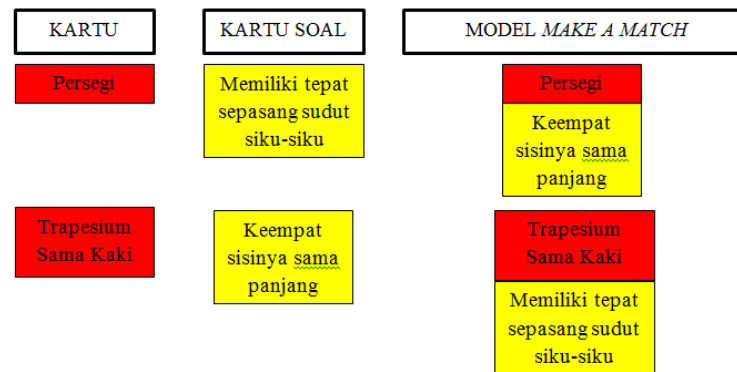 KARTU
KARTU SOAL
MODEL MAKE A MATCH
Persegi
Memiliki tepat
sepasang sudut
siku-siku
Persegi
Keempat
sisinya sama
panjang
Trapesium
Sama Kaki
Keempat
sisinya sama
panjang
Trapesium
Sama Kaki
Memiliki tepat
sepasang sudut
siku-siku